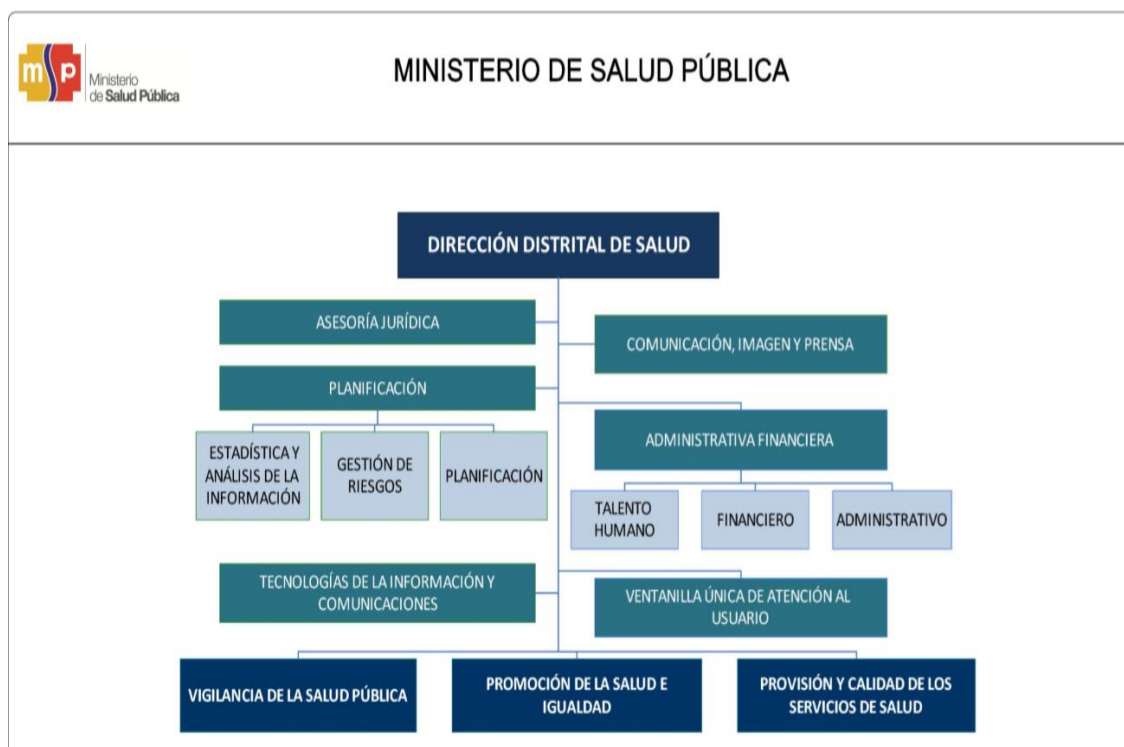 msp
Ministerio
de Salud Pública
MINISTERIO DE SALUD PÚBLICA
DIRECCIÓN DISTRITAL DE SALUD
ASESORÍA JURÍDICA
COMUNICACIÓN, IMAGEN Y PRENSA
PLANIFICACIÓN
ESTADÍSTICA Y
ANÁLISIS DE LA
INFORMACIÓN
GESTIÓN DE
RIESGOS
PLANIFICACIÓN
ADMINISTRATIVA FINANCIERA
TALENTO
HUMANO
FINANCIERO
ADMINISTRATIVO
TECNOLOGÍAS DE LA INFORMACIÓN Y
COMUNICACIONES
VENTANILLA ÚNICA DE ATENCIÓN AL
USUARIO
VIGILANCIA DE LA SALUD PÚBLICA
PROMOCIÓN DE LA SALUD E
IGUALDAD
PROVISIÓN Y CALIDAD DE LOS
SERVICIOS DE SALUD